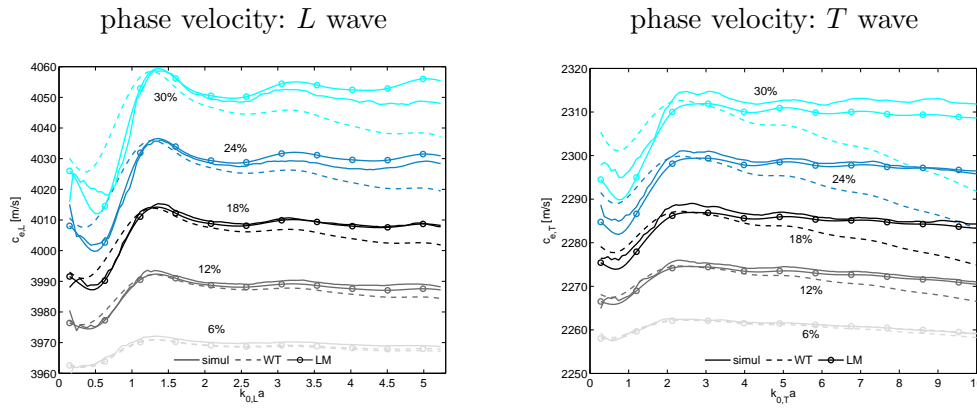 phase velocity: L wave
4060
4050
4040
4030
4020
4010
4000
3990
3980
3970
3960
c_{e,L} [m/s]
30%
24%
18%
12%
6%
simul WT LM
0 0.5 1 1.5 2 2.5 3 3.5 4 4.5 5
k_{0,L}a
phase velocity: T wave
2320
2310
2300
2290
2280
2270
2260
2250
c_{e,T} [m/s]
30%
24%
18%
12%
6%
simul WT LM
0 1 2 3 4 5 6 7 8 9 10
k_{0,T}a